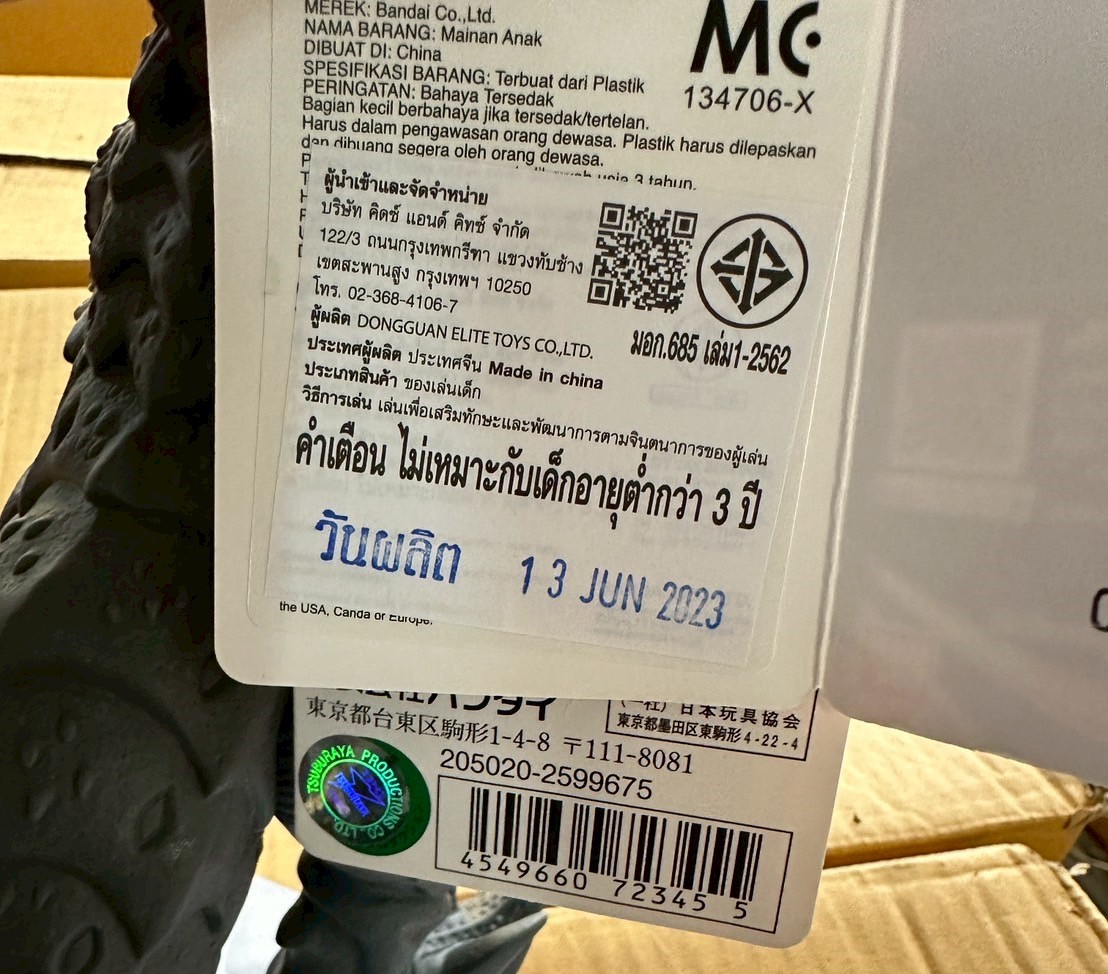 MEREK: Bandai Co.,Ltd.
NAMA BARANG: Mainan Anak
DIBUAT DI: China
SPESIFIKASI BARANG: Terbuat dari Plastik
PERINGATAN: Bahaya Tersedak
Bagian kecil berbahaya jika tersedak/tertelan.
Harus dalam pengawasan orang dewasa. Plastik harus dilepaskan
dan dibuang segera oleh orang dewasa.
usia 3 tahun.
MC
134706-X
ผู้นำเข้าและจัดจำหน่าย
บริษัท คิดซ์ แอนด์ คิทซ์ จำกัด
122/3 ถนนกรุงเทพกรีฑา แขวงทับช้าง
เขตสะพานสูง กรุงเทพฯ 10250
โทร. 02-368-4106-7
ผู้ผลิต DONGGUAN ELITE TOYS CO.,LTD.
มอก.685 เล่ม1-2562
ประเทศผู้ผลิต ประเทศจีน Made in china
ประเภทสินค้า ของเล่นเด็ก
วิธีการเล่น เล่นเพื่อเสริมทักษะและพัฒนาการตามจินตนาการของผู้เล่น
คำเตือน ไม่เหมาะกับเด็กอายุต่ำกว่า 3 ปี
วันผลิต 13 JUN 2023
the USA, Canda or Europe.
バンダイ
(一社) 日本玩具協会
東京都台東区駒形1-4-8 〒111-8081
東京都墨田区東駒形4-22-4
205020-2599675
TSUBURAYA PRODUCTIONS CO., LTD.
4549660 72345 5